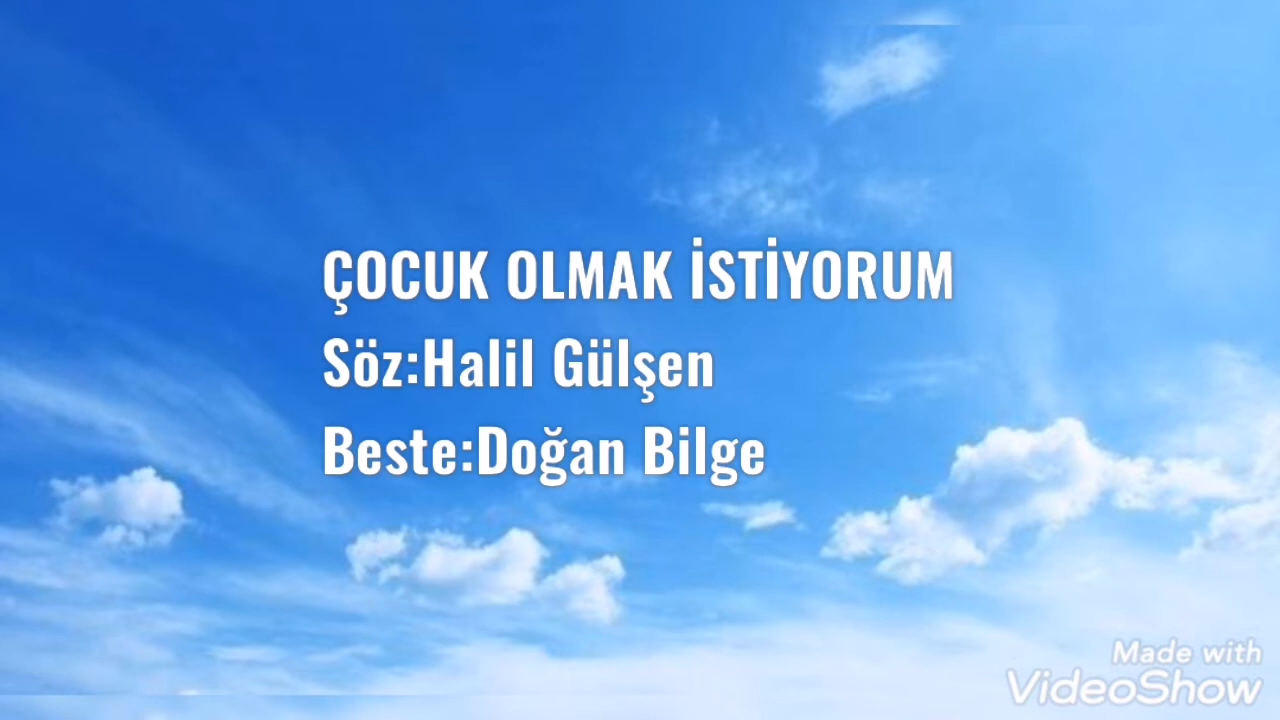 ÇOCUK OLMAK İSTİYORUM
Söz:Halil Gülşen
Beste:Doğan Bilge
Made with
VideoShow